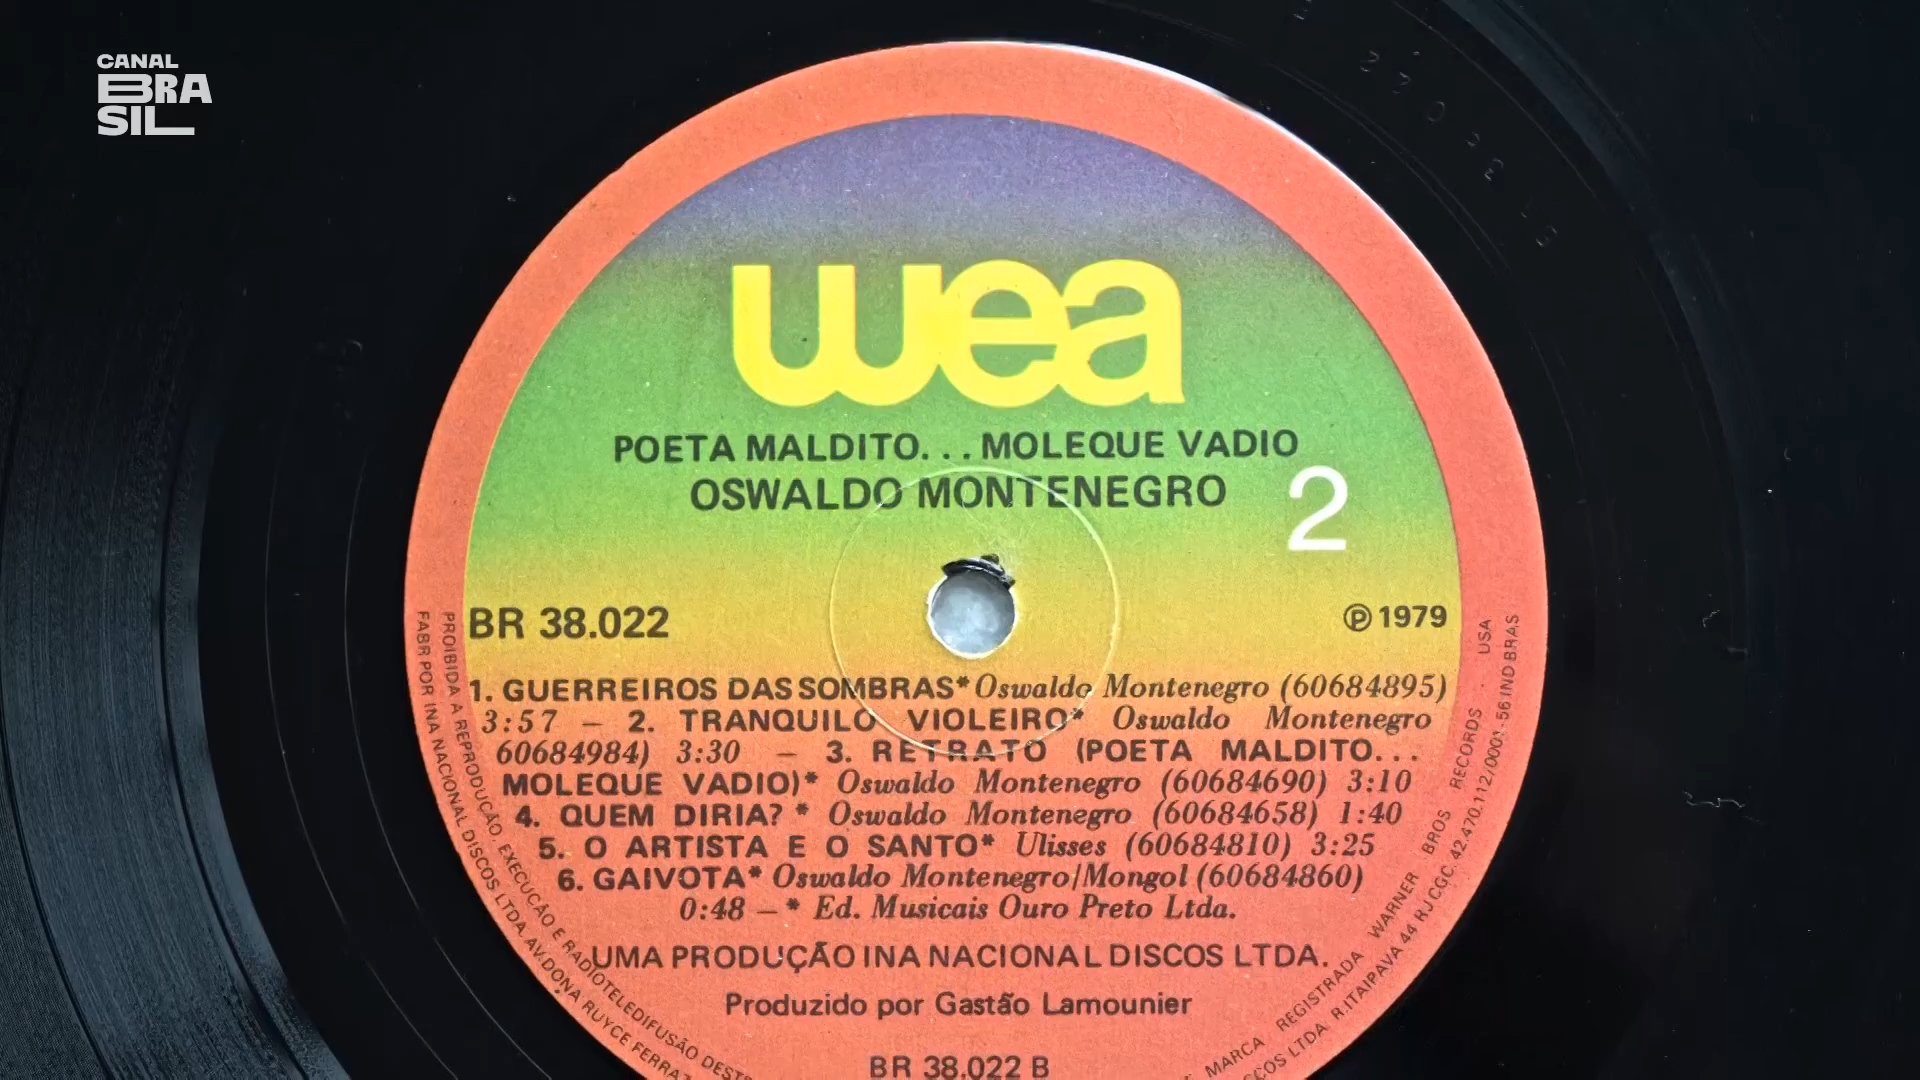 CANAL
BRA
SIL
wea
POETA MALDITO... MOLEQUE VADIO
OSWALDO MONTENEGRO
2
BR 38.022
℗ 1979
1. GUERREIROS DAS SOMBRAS* Oswaldo Montenegro (60684895)
3:57 – 2. TRANQUILO VIOLEIRO* Oswaldo Montenegro
60684984) 3:30 – 3. RETRATO (POETA MALDITO...
MOLEQUE VADIO)* Oswaldo Montenegro (60684690) 3:10
4. QUEM DIRIA? * Oswaldo Montenegro (60684658) 1:40
5. O ARTISTA E O SANTO* Ulisses (60684810) 3:25
6. GAIVOTA* Oswaldo Montenegro/Mongol (60684860)
0:48 – * Ed. Musicais Ouro Preto Ltda.
UMA PRODUÇÃO INA NACIONAL DISCOS LTDA.
Produzido por Gastão Lamounier
BR 38.022 B
PROIBIDA A REPRODUÇÃO, EXECUÇÃO E RADIOTELEDIFUSÃO
FABR POR INA NACIONAL DISCOS LTDA. AV. DONA RUYCE
MARCA REGISTRADA WARNER BROS RECORDS - USA
LTDA. R. ITAIPAVA 44 RJ CGC. 42.470.112/0001-56 IND BRAS